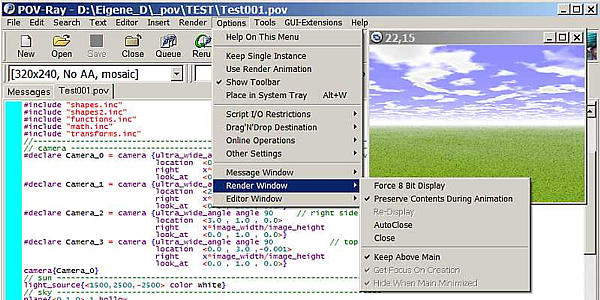 POV-Ray - D:\Eigene_D\_pov\TEST\Test001.pov
File Search Text Editor Insert Render Options Tools GUI-Extensions Help
New Open Save Close Queue
[320x240, No AA, mosaic]
Messages Test001.pov
#include "shapes.inc"
#include "shapes2.inc"
#include "functions.inc"
#include "math.inc"
#include "transforms.inc"
// camera
#declare Camera_0 = camera {ultra_wide_a
location <0
right x*
look_at <0
#declare Camera_1 = camera {ultra_wide_a
location <2
right x*
look_at <0
#declare Camera_2 = camera {ultra_wide_angle angle 90 // right side
location <3.0 , 1.0 , 0.0>
right x*image_width/image_height
look_at <0.0 , 1.0 , 0.0>}
#declare Camera_3 = camera {ultra_wide_angle angle 90 // top
location <0.0 , 3.0 ,-0.001>
right x*image_width/image_height
look_at <0.0 , 1.0 , 0.0>}
camera{Camera_0}
// sun
light_source{<1500,2500,-2500> color White}
// sky
plane{<0,1,0>,1 hollow
Help On This Menu
Keep Single Instance
Use Render Animation
Show Toolbar
Place in System Tray Alt+W
Script I/O Restrictions
Drag'N'Drop Destination
Online Operations
Other Settings
Message Window
Render Window
Editor Window
Force 8 Bit Display
Preserve Contents During Animation
Re-Display
AutoClose
Close
Keep Above Main
Get Focus On Creation
Hide When Main Minimized
22,15